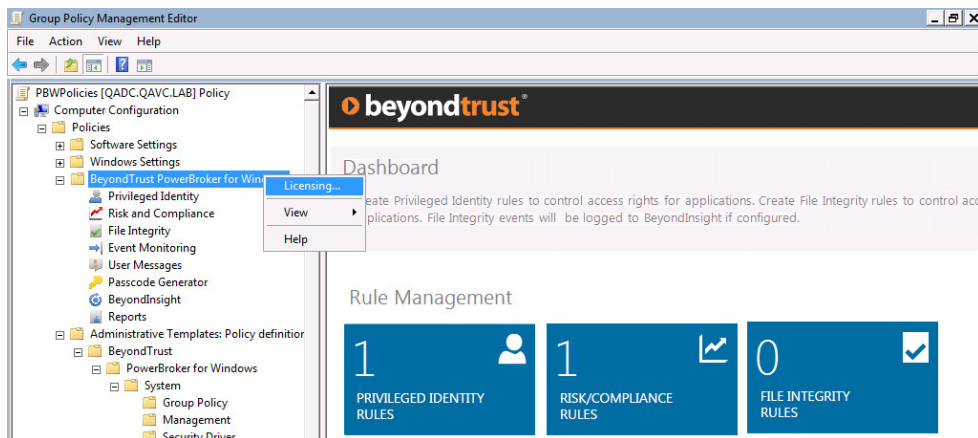 Group Policy Management Editor
File Action View Help
PBWPolicies [QADC.QAVC.LAB] Policy
Computer Configuration
Policies
Software Settings
Windows Settings
BeyondTrust PowerBroker for Win
Privileged Identity
Risk and Compliance
File Integrity
Event Monitoring
User Messages
Passcode Generator
BeyondInsight
Reports
Administrative Templates: Policy definition
BeyondTrust
PowerBroker for Windows
System
Group Policy
Management
Security Driver
Licensing...
View
Help
beyondtrust®
Dashboard
eate Privileged Identity rules to control access rights for applications. Create File Integrity rules to control acc
plications. File Integrity events will be logged to BeyondInsight if configured.
Rule Management
1
PRIVILEGED IDENTITY
RULES
1
RISK/COMPLIANCE
RULES
0
FILE INTEGRITY
RULES